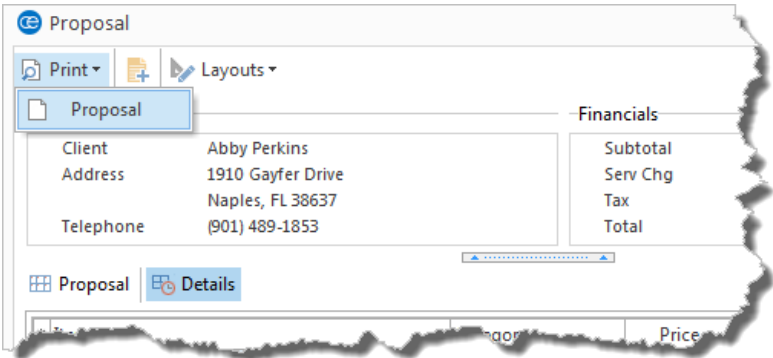 ce Proposal
Print Layouts
Proposal
Financials
Client Abby Perkins Subtotal
Address 1910 Gayfer Drive Serv Chg
Naples, FL 38637 Tax
Telephone (901) 489-1853 Total
Proposal Details
Price